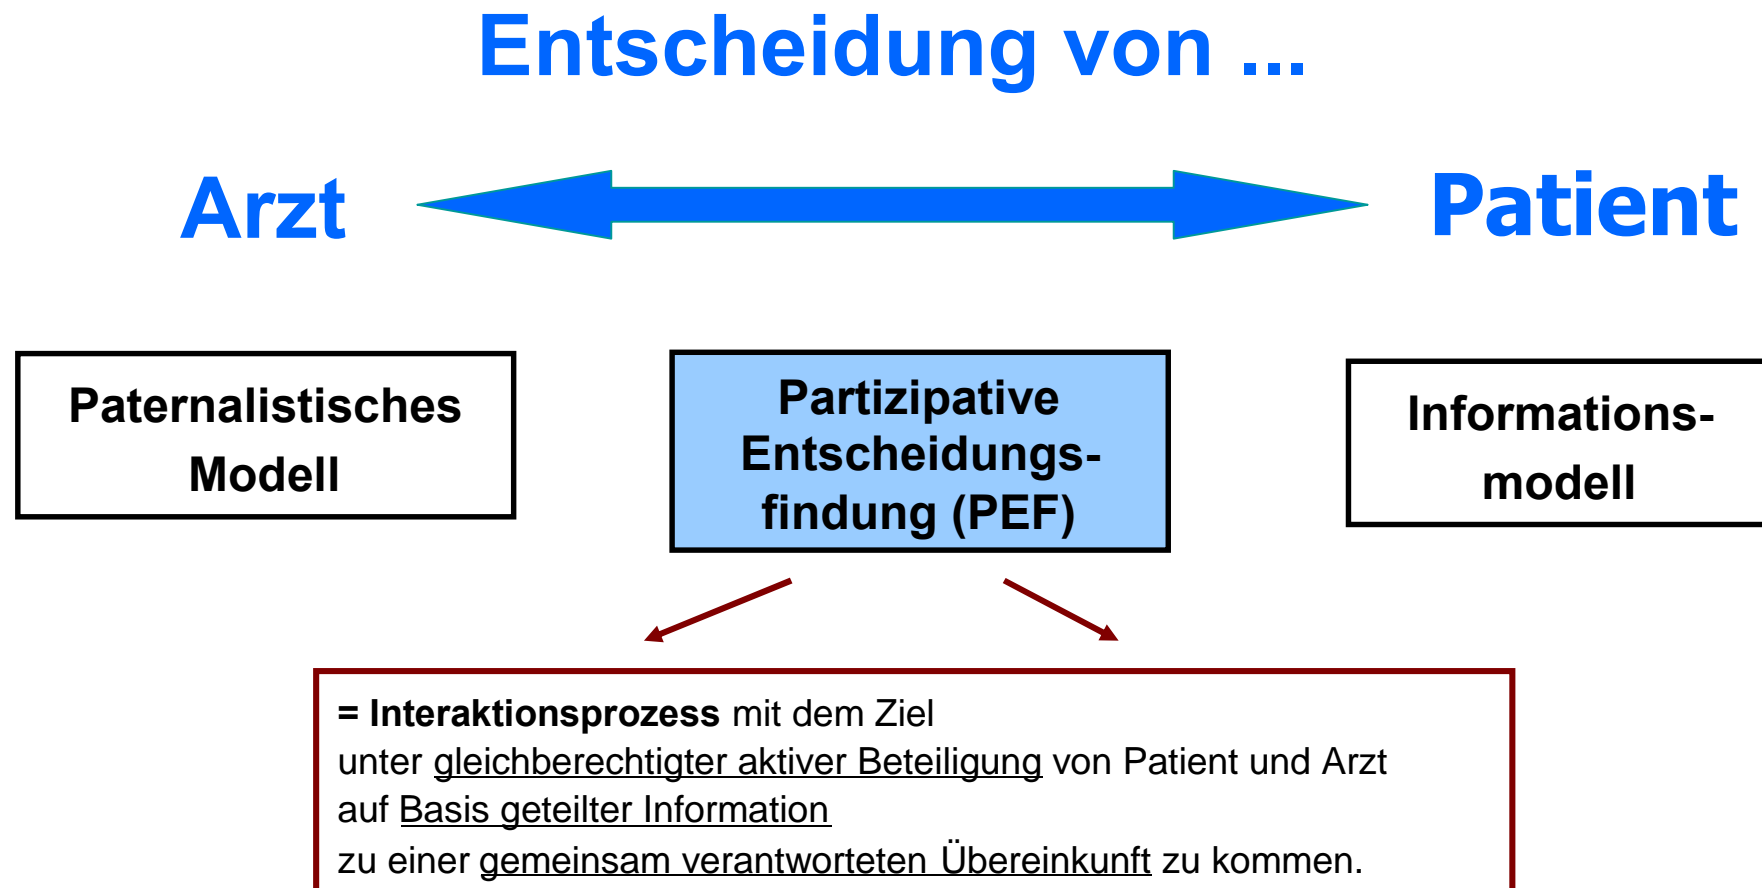 Entscheidung von ...
Arzt
Patient
Paternalistisches
Modell
Partizipative
Entscheidungs-
findung (PEF)
Informations-
modell
= Interaktionsprozess mit dem Ziel
unter gleichberechtigter aktiver Beteiligung von Patient und Arzt
auf Basis geteilter Information
zu einer gemeinsam verantworteten Übereinkunft zu kommen.